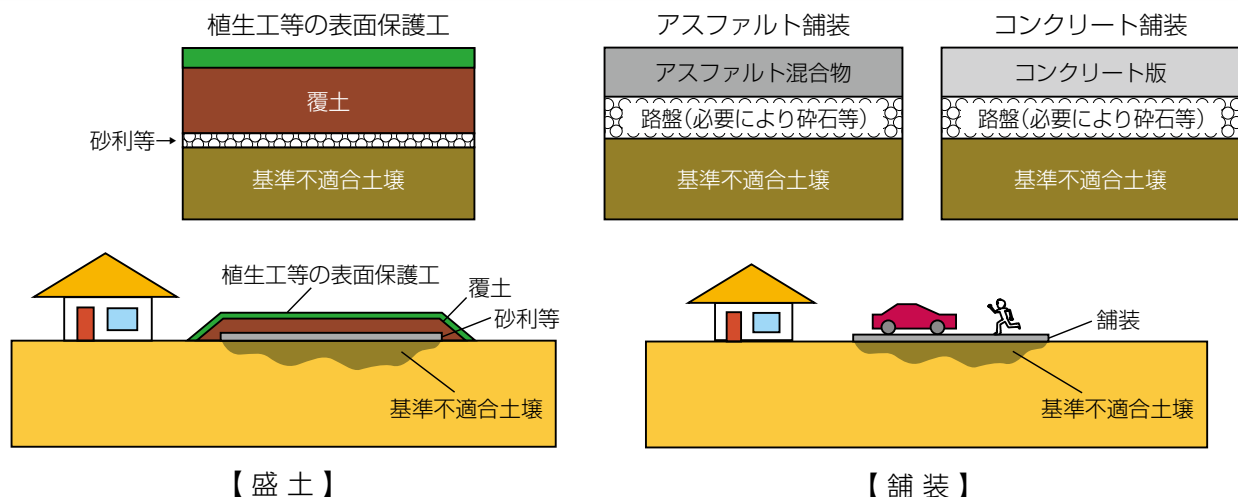 植生工等の表面保護工
覆土
砂利等→
基準不適合土壌
アスファルト舗装
アスファルト混合物
路盤(必要により砕石等)
基準不適合土壌
コンクリート舗装
コンクリート版
路盤(必要により砕石等)
基準不適合土壌
植生工等の表面保護工
覆土
砂利等
基準不適合土壌
【 盛 土 】
舗装
基準不適合土壌
【 舗 装 】